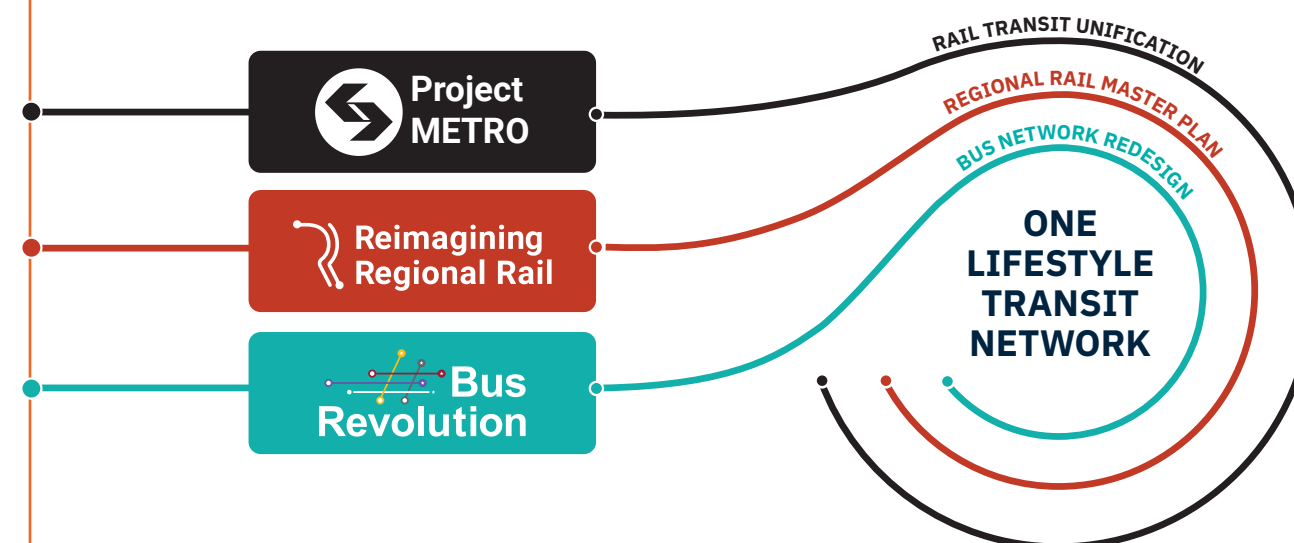 Project
METRO
Reimagining
Regional Rail
Bus
Revolution
RAIL TRANSIT UNIFICATION
REGIONAL RAIL MASTER PLAN
BUS NETWORK REDESIGN
ONE
LIFESTYLE
TRANSIT
NETWORK